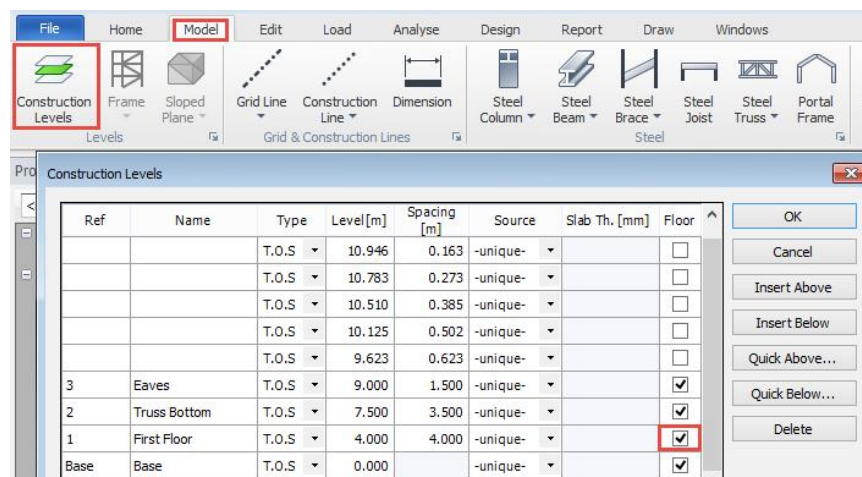 File Home Model Edit Load Analyse Design Report Draw Windows
Construction Levels
Frame
Sloped Plane
Grid Line
Construction Line
Dimension
Steel Column
Steel Beam
Steel Brace
Steel Joist
Steel Truss
Portal Frame
Levels Grid & Construction Lines Steel
Pro
Construction Levels
<
Ref Name Type Level[m] Spacing [m] Source Slab Th. [mm] Floor
T.O.S 10.946 0.163 -unique-
T.O.S 10.783 0.273 -unique-
T.O.S 10.510 0.385 -unique-
T.O.S 10.125 0.502 -unique-
T.O.S 9.623 0.623 -unique-
3 Eaves T.O.S 9.000 1.500 -unique-
2 Truss Bottom T.O.S 7.500 3.500 -unique-
1 First Floor T.O.S 4.000 4.000 -unique-
Base Base T.O.S 0.000 -unique-
OK
Cancel
Insert Above
Insert Below
Quick Above...
Quick Below...
Delete